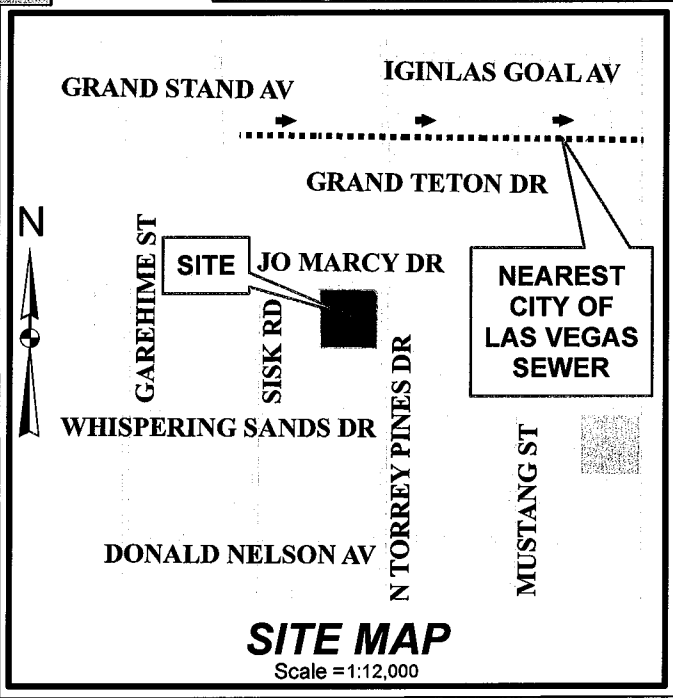 GRAND STAND AV
IGINLAS GOAL AV
GRAND TETON DR
N
GAREHIME ST
SITE
JO MARCY DR
SISK RD
NEAREST
CITY OF
LAS VEGAS
SEWER
WHISPERING SANDS DR
N TORREY PINES DR
MUSTANG ST
DONALD NELSON AV
SITE MAP
Scale =1:12,000